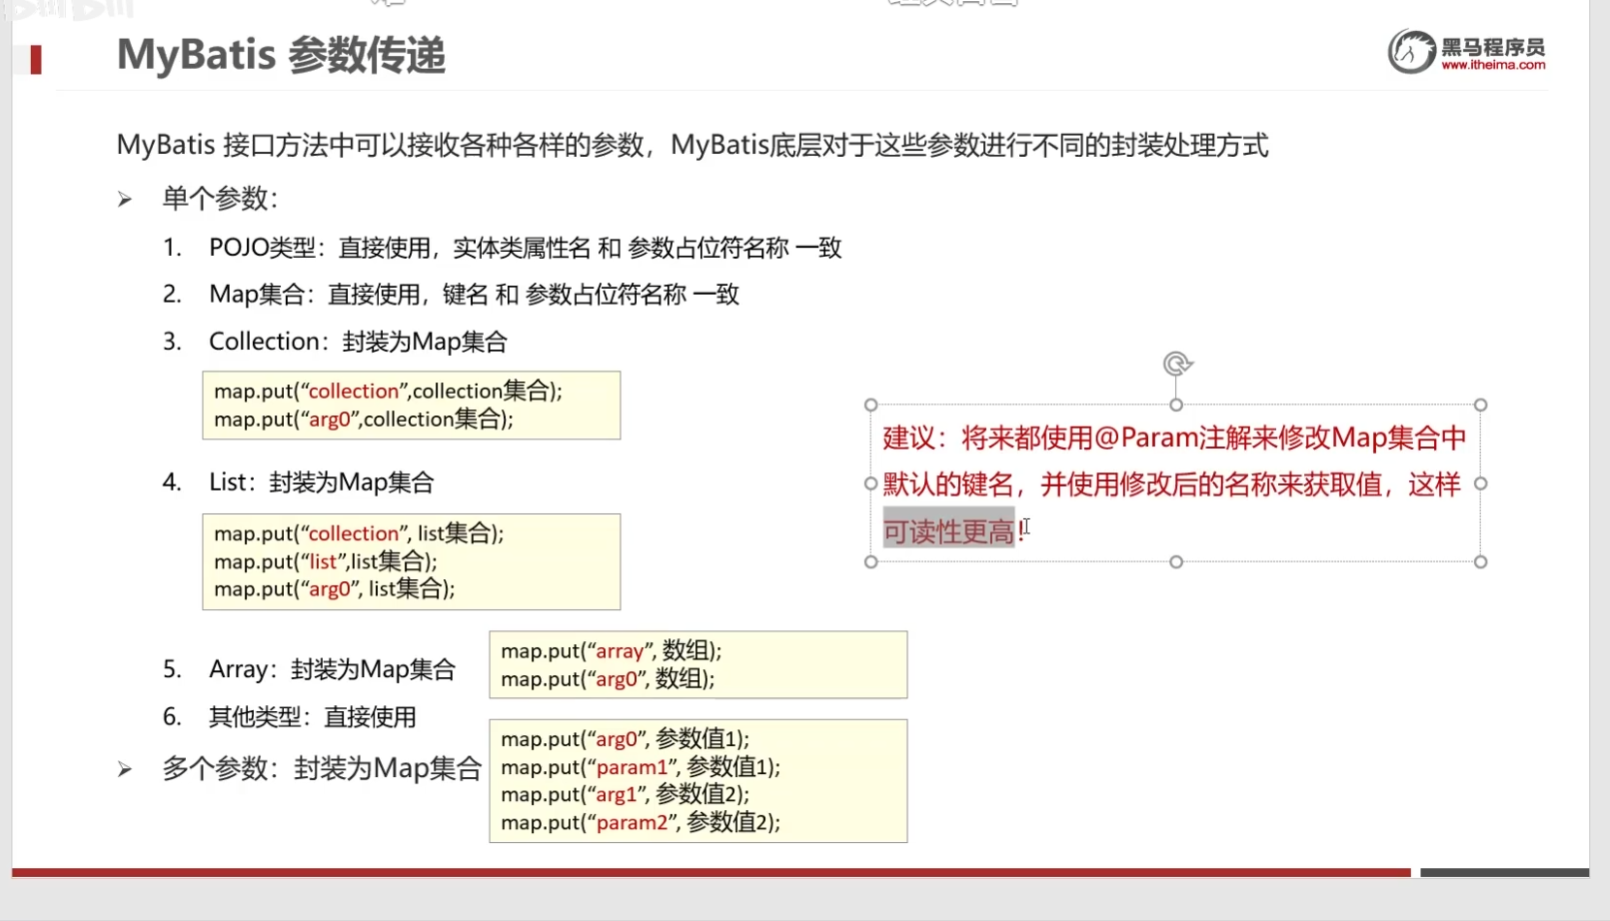 MyBatis 参数传递
黑马程序员
www.itheima.com
MyBatis 接口方法中可以接收各种各样的参数，MyBatis底层对于这些参数进行不同的封装处理方式
➢ 单个参数：
1. POJO类型：直接使用，实体类属性名 和 参数占位符名称 一致
2. Map集合：直接使用，键名 和 参数占位符名称 一致
3. Collection：封装为Map集合
map.put(“collection”,collection集合);
map.put(“arg0”,collection集合);
建议：将来都使用@Param注解来修改Map集合中
默认的键名，并使用修改后的名称来获取值，这样
可读性更高！
4. List：封装为Map集合
map.put(“collection”, list集合);
map.put(“list”,list集合);
map.put(“arg0”, list集合);
5. Array：封装为Map集合
map.put(“array”, 数组);
map.put(“arg0”, 数组);
6. 其他类型：直接使用
➢ 多个参数：封装为Map集合
map.put(“arg0”, 参数值1);
map.put(“param1”, 参数值1);
map.put(“arg1”, 参数值2);
map.put(“param2”, 参数值2);